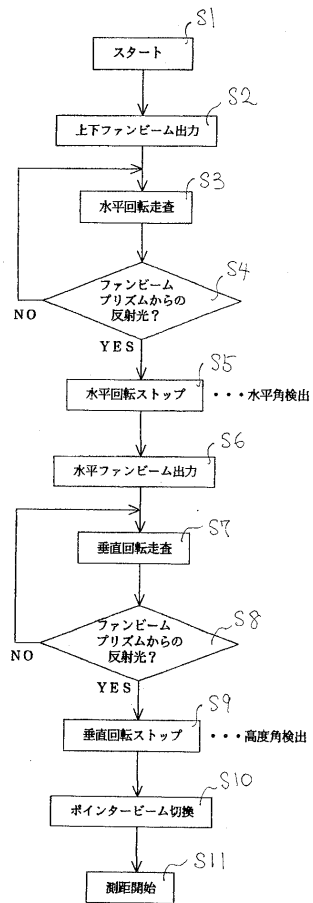 S1
スタート
S2
上下ファンビーム出力
S3
水平回転走査
S4
ファンビーム
プリズムからの
反射光？
NO
YES
S5
水平回転ストップ ・・・水平角検出
S6
水平ファンビーム出力
S7
垂直回転走査
S8
ファンビーム
プリズムからの
反射光？
NO
YES
S9
垂直回転ストップ ・・・高度角検出
S10
ポインタービーム切換
S11
測距開始